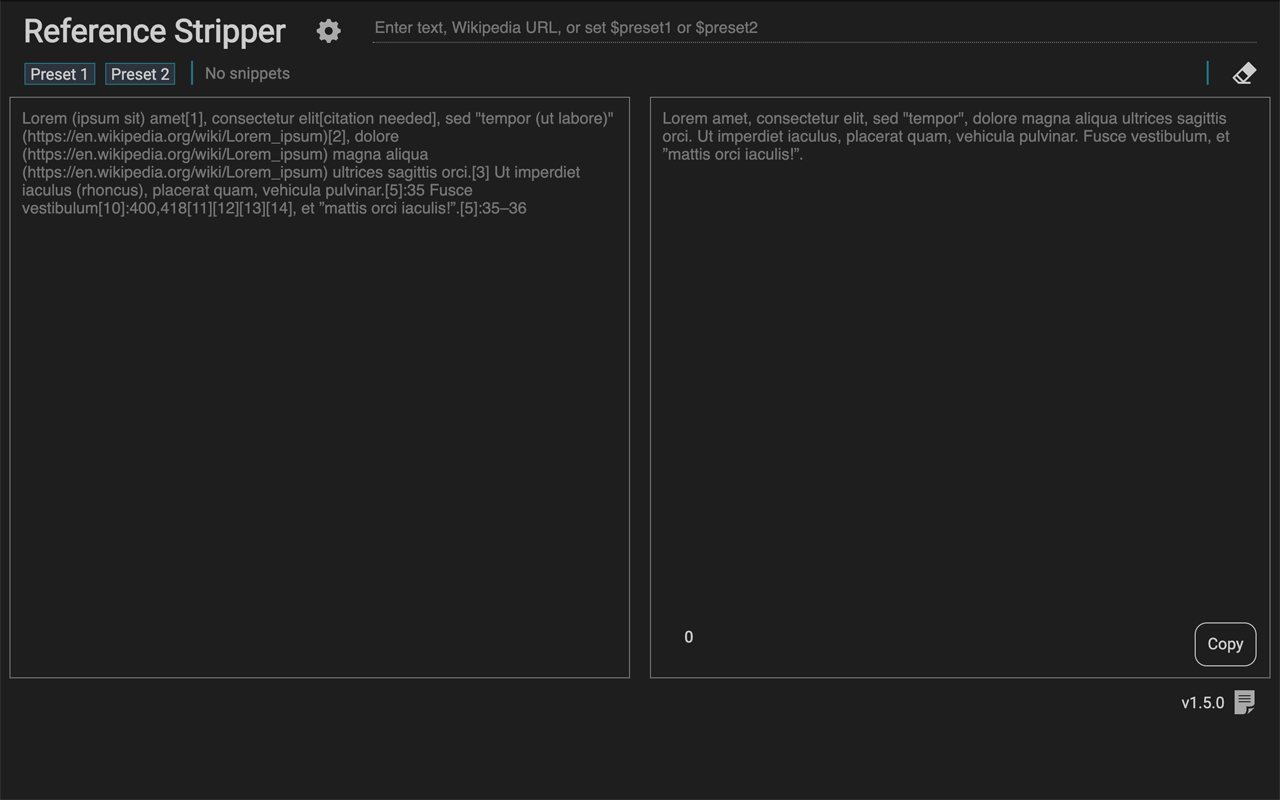 Reference Stripper
Enter text, Wikipedia URL, or set $preset1 or $preset2
Preset 1
Preset 2
No snippets
Lorem (ipsum sit) amet[1], consectetur elit[citation needed], sed "tempor (ut labore)"
(https://en.wikipedia.org/wiki/Lorem_ipsum)[2], dolore
(https://en.wikipedia.org/wiki/Lorem_ipsum) magna aliqua
(https://en.wikipedia.org/wiki/Lorem_ipsum) ultrices sagittis orci.[3] Ut imperdiet
iaculus (rhoncus), placerat quam, vehicula pulvinar.[5]:35 Fusce
vestibulum[10]:400,418[11][12][13][14], et ”mattis orci iaculis!”.[5]:35–36
Lorem amet, consectetur elit, sed "tempor", dolore magna aliqua ultrices sagittis
orci. Ut imperdiet iaculus, placerat quam, vehicula pulvinar. Fusce vestibulum, et
”mattis orci iaculis!”.
0
Copy
v1.5.0